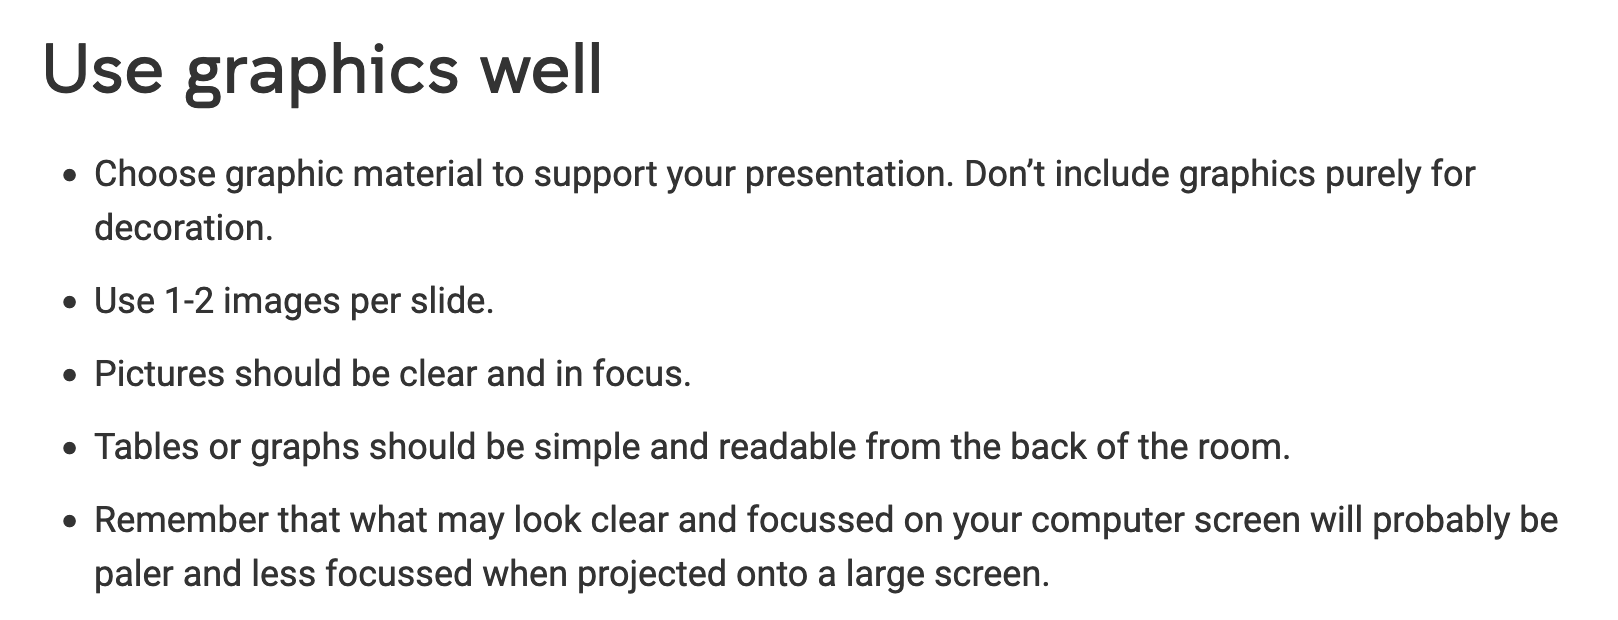 Use graphics well
• Choose graphic material to support your presentation. Don’t include graphics purely for
decoration.
• Use 1-2 images per slide.
• Pictures should be clear and in focus.
• Tables or graphs should be simple and readable from the back of the room.
• Remember that what may look clear and focussed on your computer screen will probably be
paler and less focussed when projected onto a large screen.